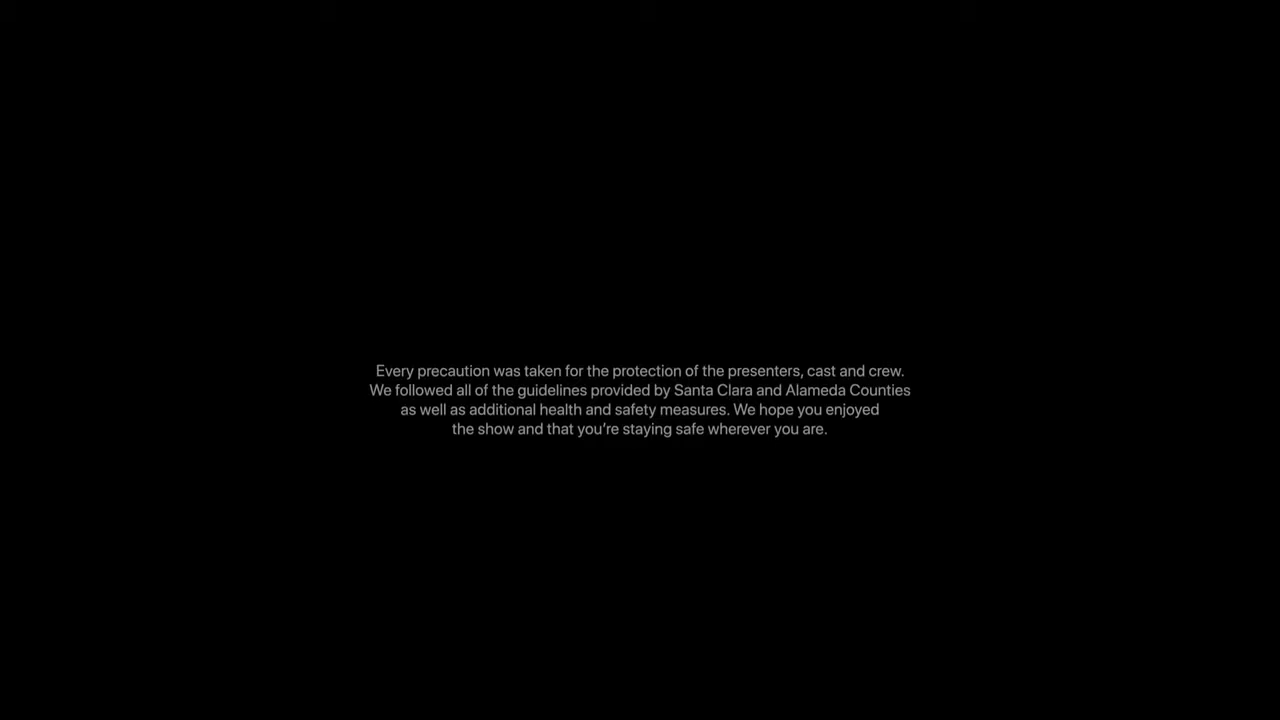 Every precaution was taken for the protection of the presenters, cast and crew.
We followed all of the guidelines provided by Santa Clara and Alameda Counties
as well as additional health and safety measures. We hope you enjoyed
the show and that you’re staying safe wherever you are.